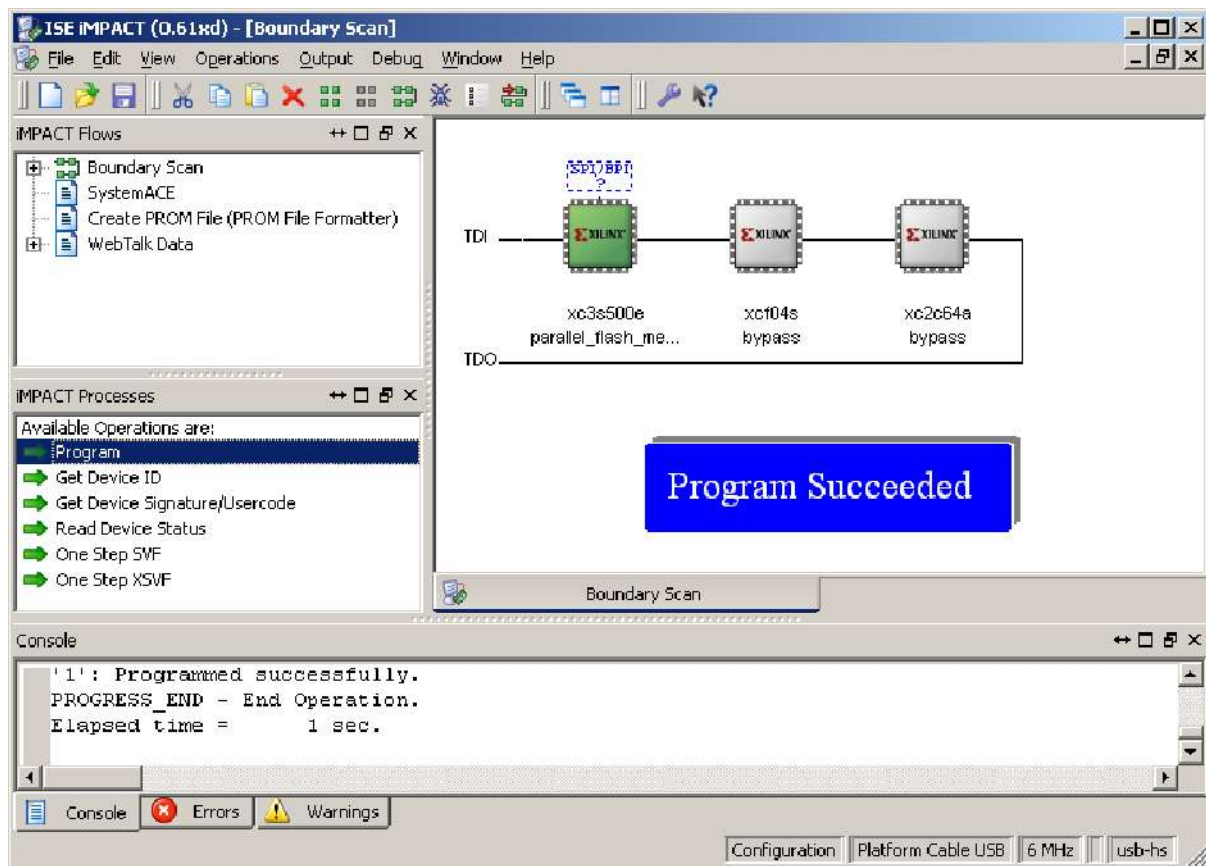 ISE iMPACT (O.61xd) - [Boundary Scan]
File Edit View Operations Output Debug Window Help
iMPACT Flows
Boundary Scan
SystemACE
Create PROM File (PROM File Formatter)
WebTalk Data
SPI/BPI
?
TDI
XILINX
XILINX
XILINX
xc3s500e
xcf04s
xc2c64a
parallel_flash_me...
bypass
bypass
TDO
iMPACT Processes
Available Operations are:
Program
Get Device ID
Get Device Signature/Usercode
Read Device Status
One Step SVF
One Step XSVF
Program Succeeded
Boundary Scan
Console
'1': Programmed successfully.
PROGRESS_END - End Operation.
Elapsed time = 1 sec.
Console Errors Warnings
Configuration Platform Cable USB 6 MHz usb-hs